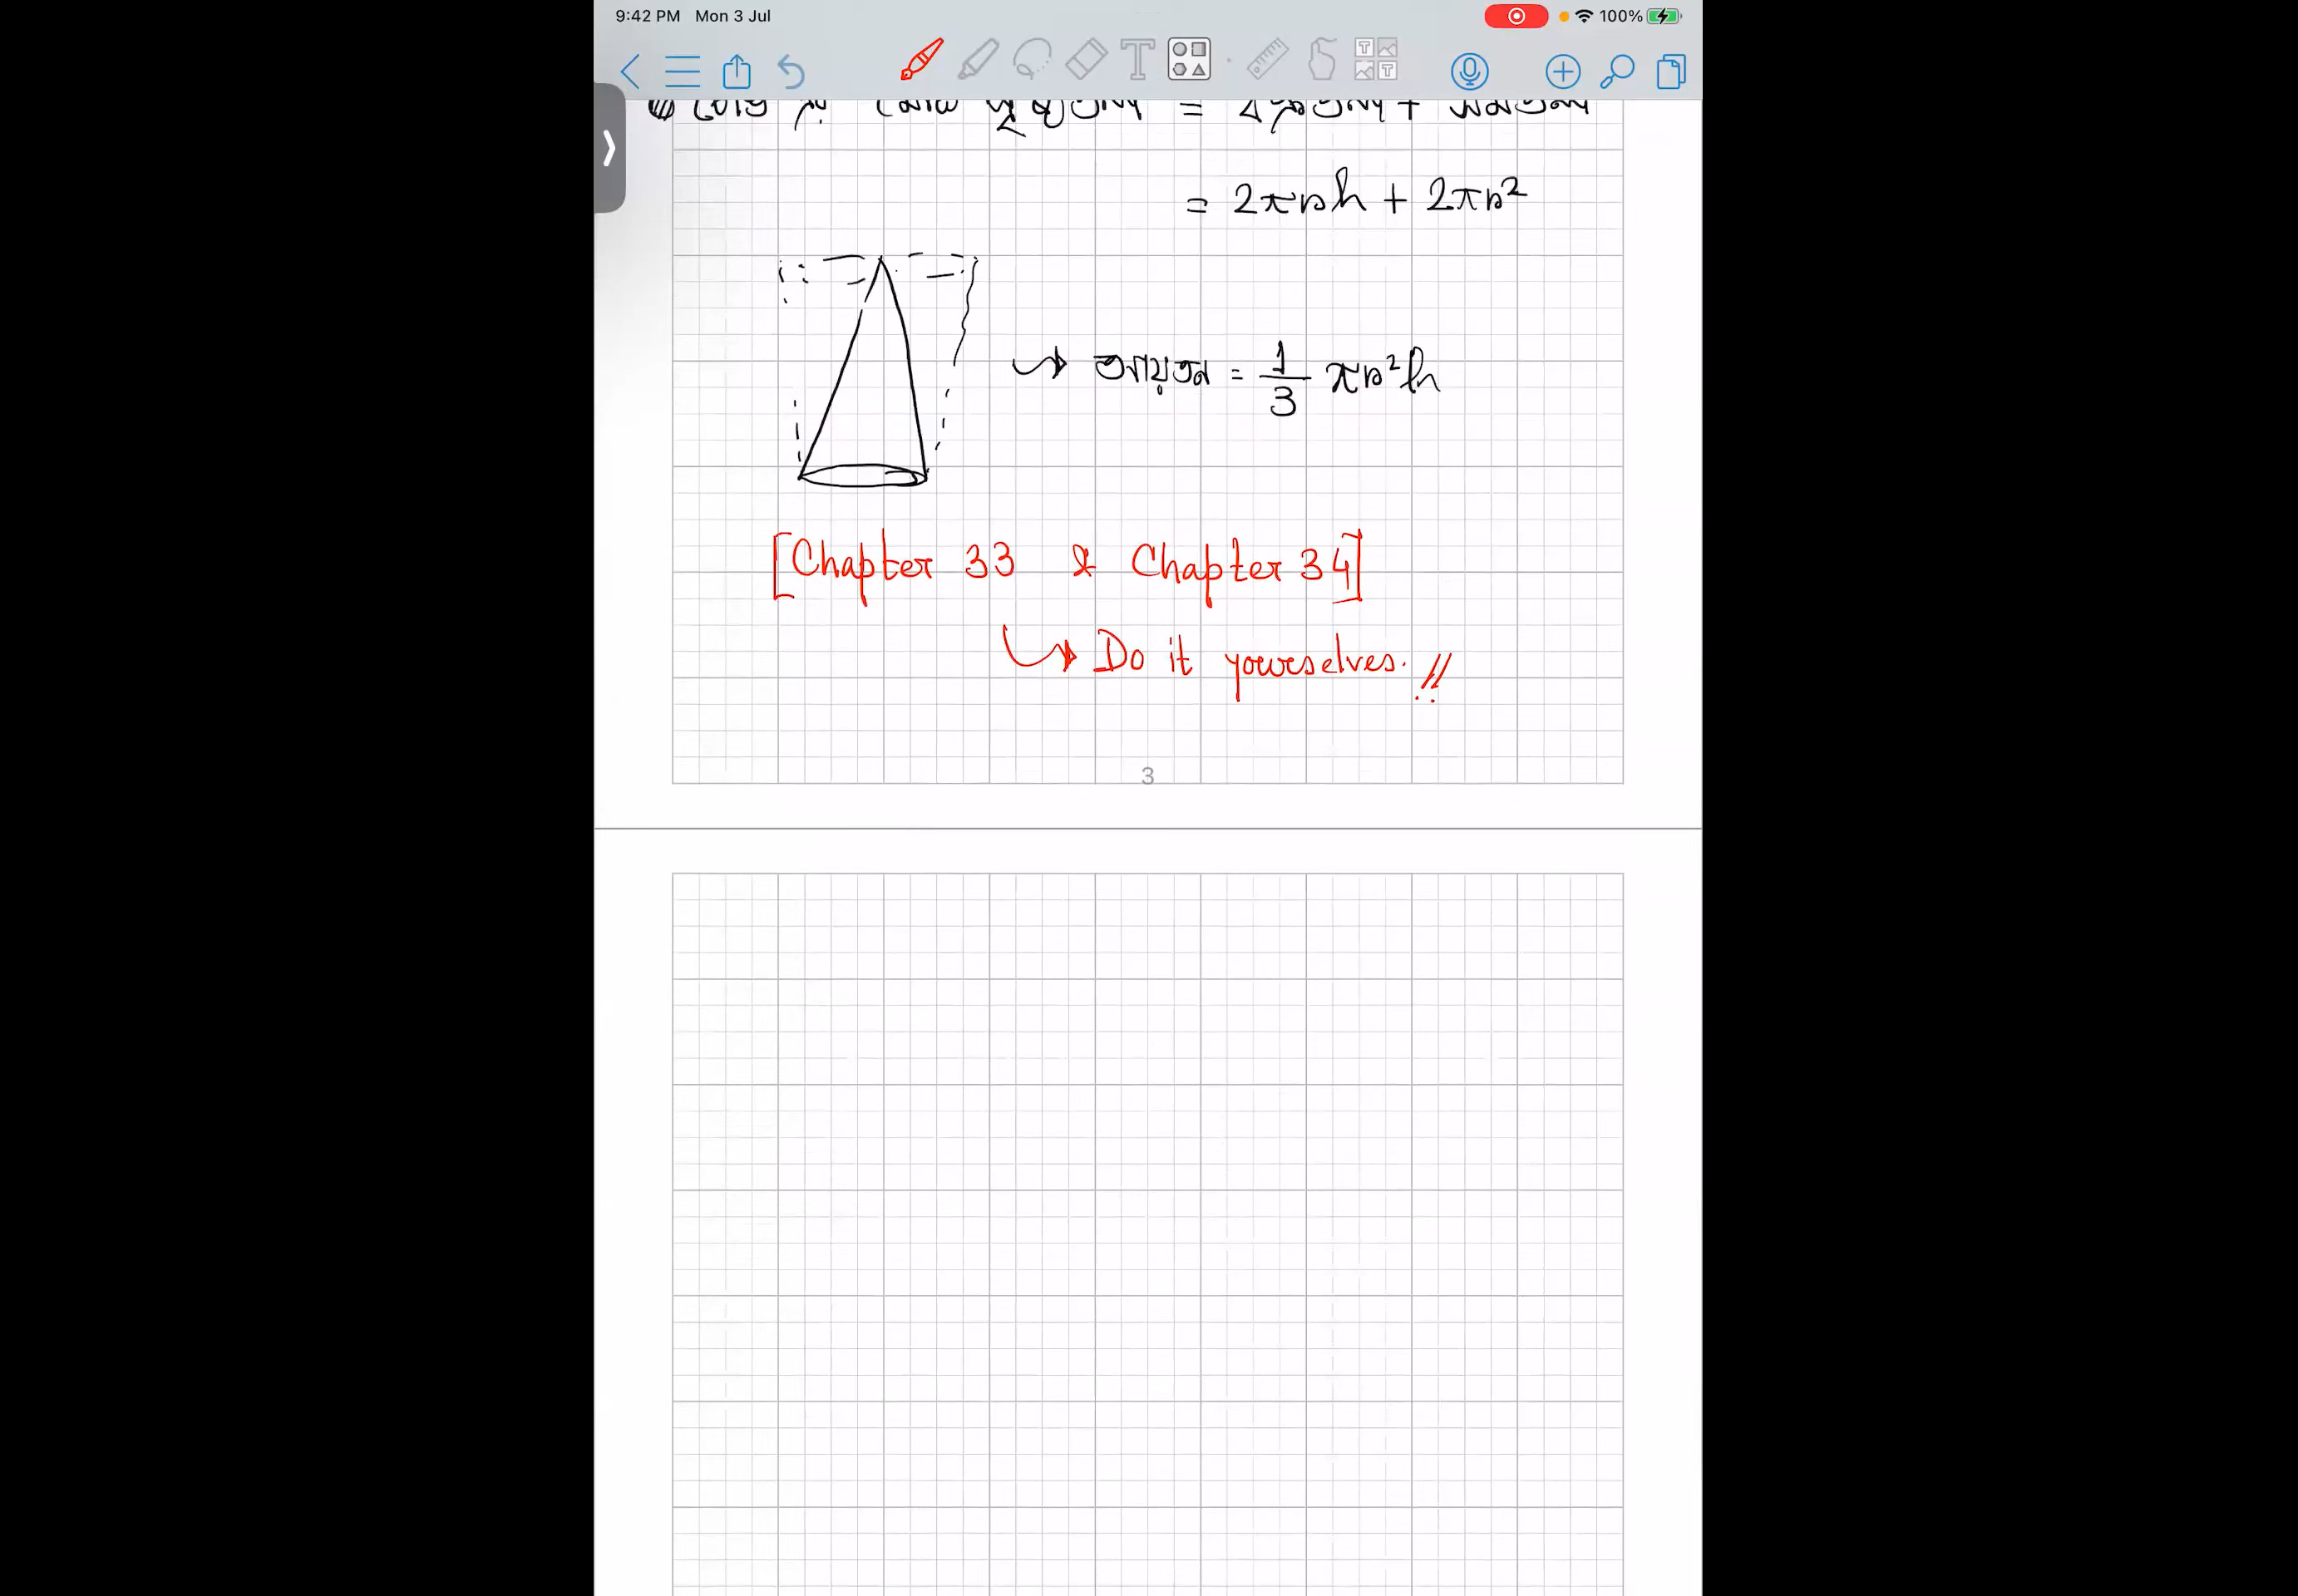 9:42 PM Mon 3 Jul 100%
= 2πrh + 2πr²
আয়তন = 1/3 πr²h
[Chapter 33 & Chapter 34]
Do it yourselves. !!
3